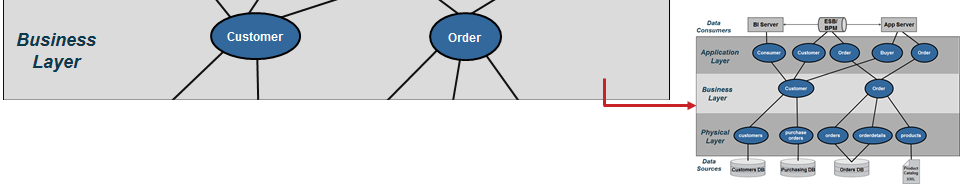 Business
Layer
Customer
Order
Data
Consumers
BI Server
ESB/
BPM
App Server
Application
Layer
Consumer
Customer
Order
Buyer
Order
Business
Layer
Customer
Order
Physical
Layer
customers
purchase
orders
orders
orderdetails
products
Data
Sources
Customers DB
Purchasing DB
Orders DB
Product
Catalog
XML